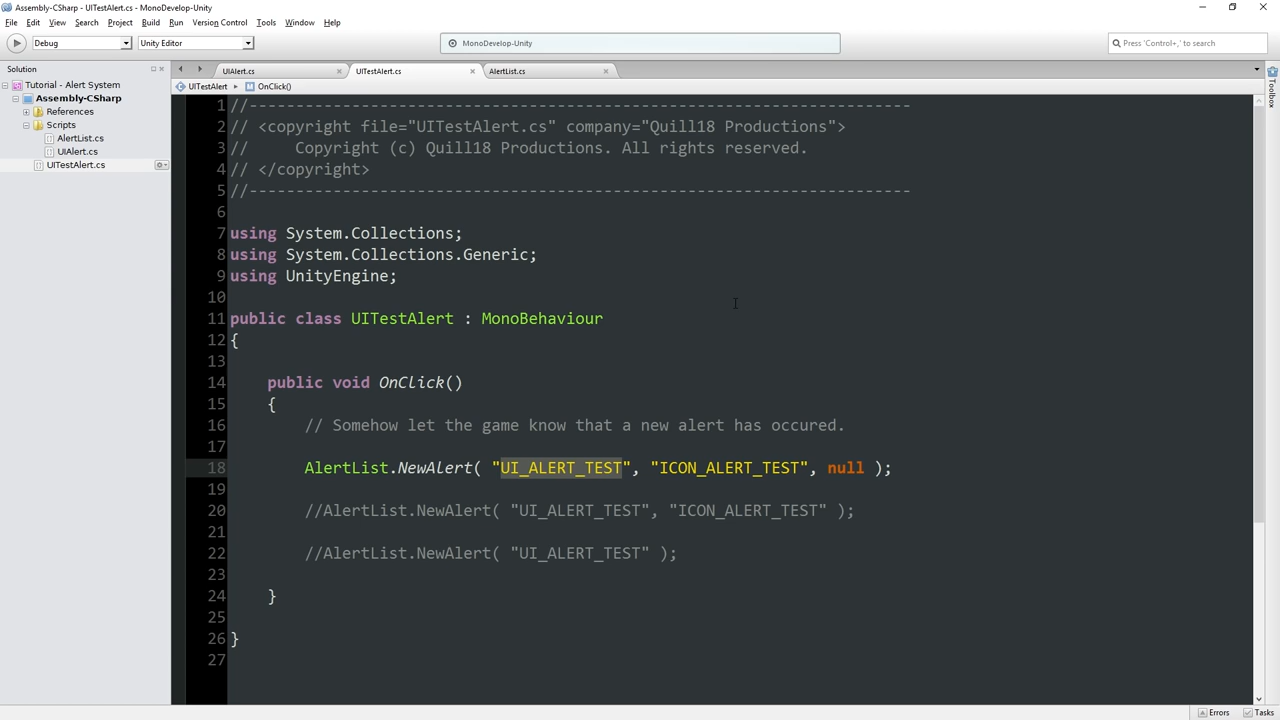 Assembly-CSharp - UITestAlert.cs - MonoDevelop-Unity
File Edit View Search Project Build Run Version Control Tools Window Help
Debug Unity Editor MonoDevelop-Unity Press 'Control+,' to search
Solution
Tutorial - Alert System
Assembly-CSharp
References
Scripts
AlertList.cs
UIAlert.cs
UITestAlert.cs
UIAlert.cs UITestAlert.cs AlertList.cs
UITestAlert OnClick()
Toolbox
1 //-----------------------------------------------------------------------
2 // <copyright file="UITestAlert.cs" company="Quill18 Productions">
3 //     Copyright (c) Quill18 Productions. All rights reserved.
4 // </copyright>
5 //-----------------------------------------------------------------------
6
7 using System.Collections;
8 using System.Collections.Generic;
9 using UnityEngine;
10
11 public class UITestAlert : MonoBehaviour
12 {
13
14     public void OnClick()
15     {
16         // Somehow let the game know that a new alert has occured.
17
18         AlertList.NewAlert( "UI_ALERT_TEST", "ICON_ALERT_TEST", null );
19
20         //AlertList.NewAlert( "UI_ALERT_TEST", "ICON_ALERT_TEST" );
21
22         //AlertList.NewAlert( "UI_ALERT_TEST" );
23
24     }
25
26 }
27
Errors Tasks